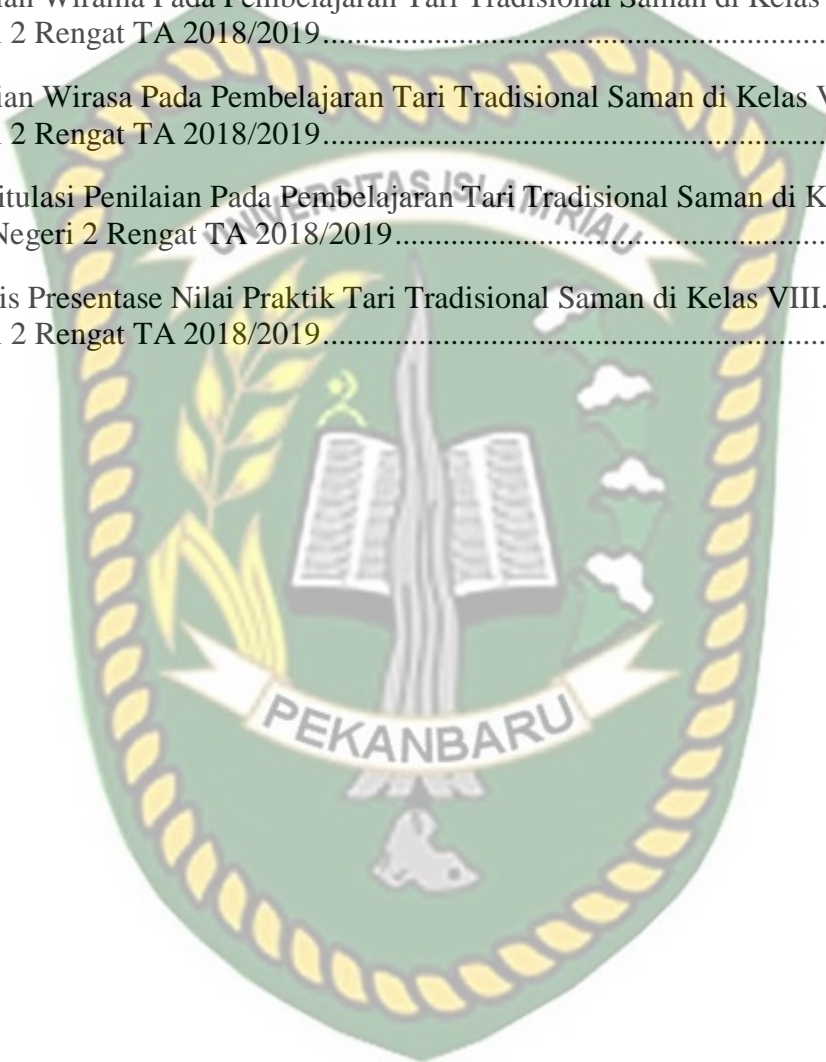 ian Wirama Pada Pembelajaran Tari Tradisional Saman di Kelas
2 Rengat TA 2018/2019
ian Wirasa Pada Pembelajaran Tari Tradisional Saman di Kelas V
2 Rengat TA 2018/2019
itulasi Penilaian Pada Pembelajaran Tari Tradisional Saman di K
Negeri 2 Rengat TA 2018/2019
is Presentase Nilai Praktik Tari Tradisional Saman di Kelas VIII.
2 Rengat TA 2018/2019
UNIVERSITAS ISLAM RIAU
PEKANBARU